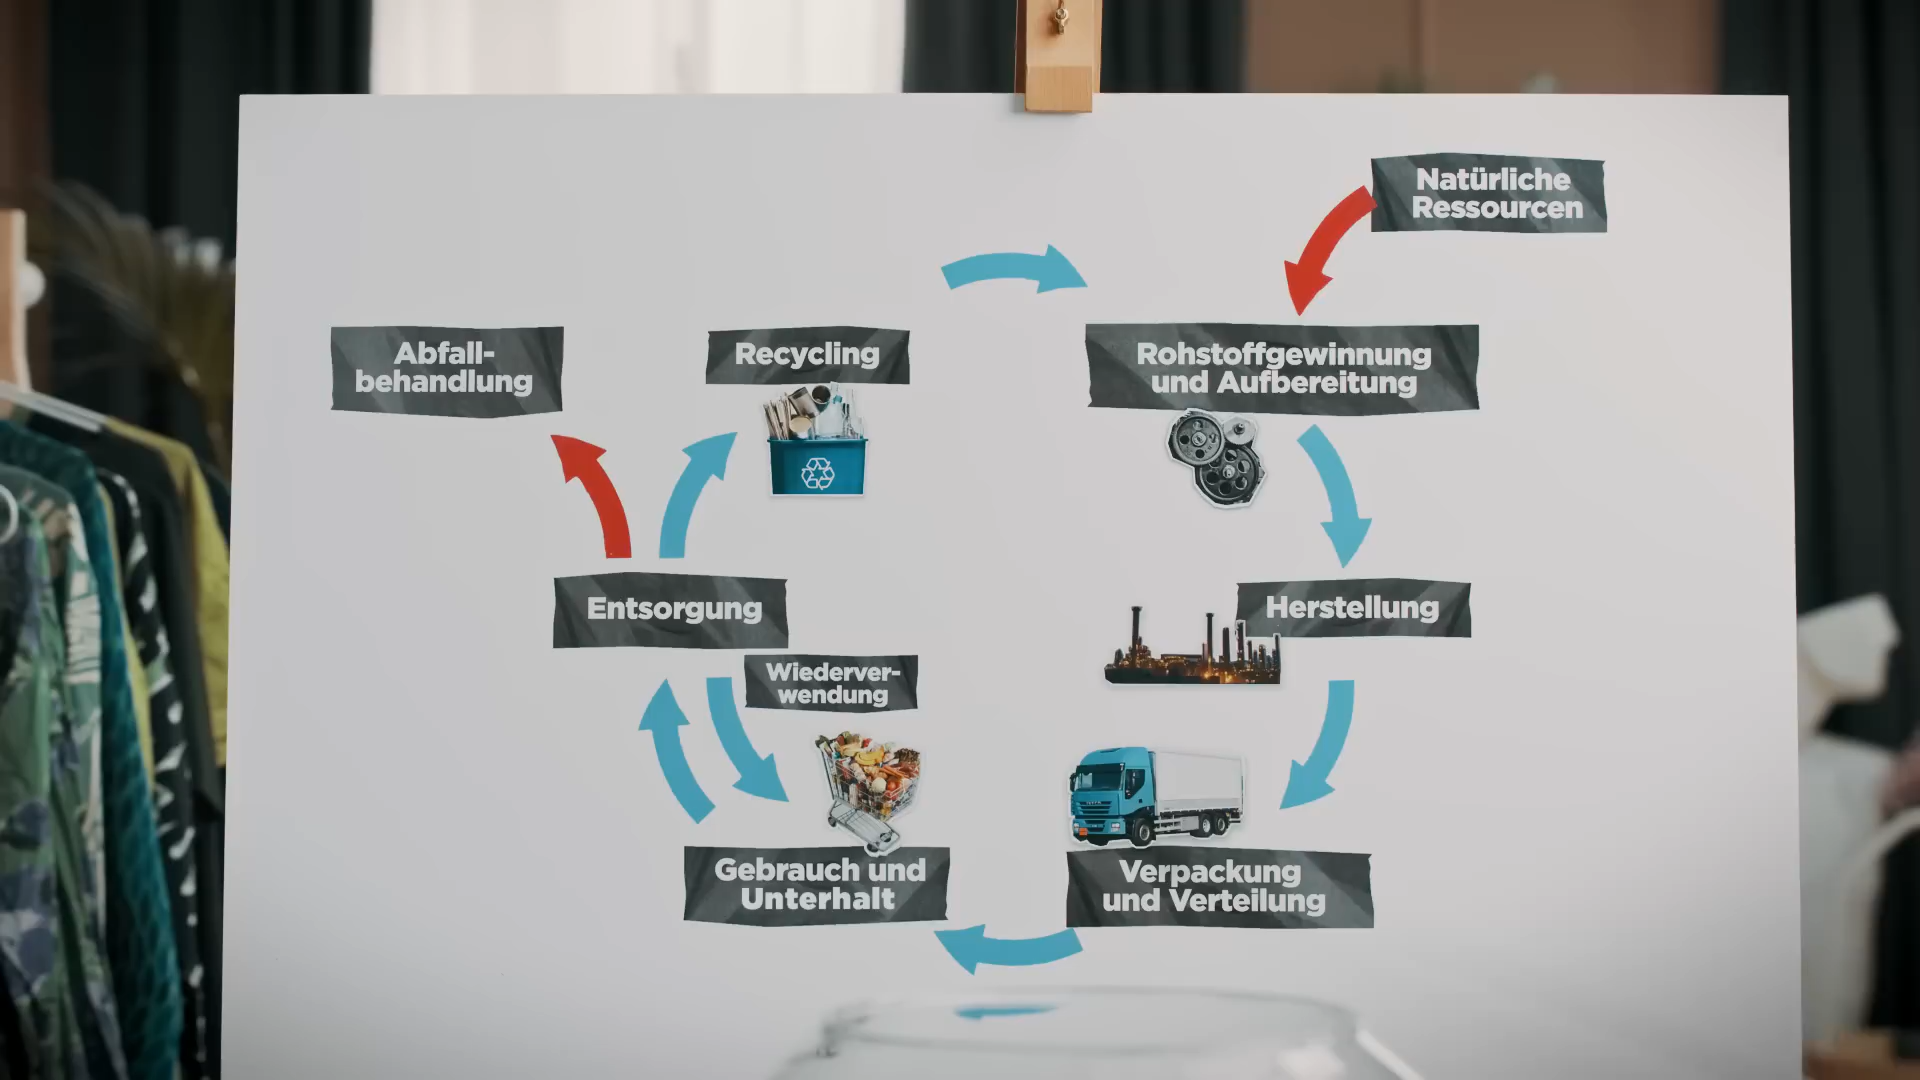 Natürliche
Ressourcen
Abfall-
behandlung
Recycling
Rohstoffgewinnung
und Aufbereitung
Entsorgung
Herstellung
Wiederver-
wendung
Gebrauch und
Unterhalt
Verpackung
und Verteilung